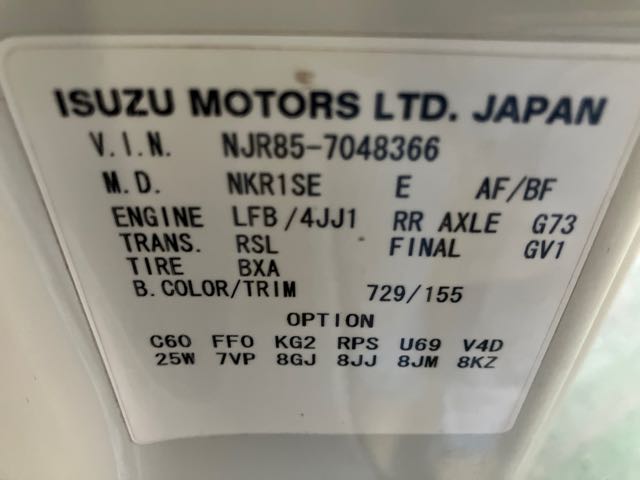 ISUZU MOTORS LTD. JAPAN
V.I.N. NJR85-7048366
M.D. NKR1SE E AF/BF
ENGINE LFB/4JJ1 RR AXLE G73
TRANS. RSL FINAL GV1
TIRE BXA
B.COLOR/TRIM 729/155
OPTION
C60 FF0 KG2 RPS U69 V4D
25W 7VP 8GJ 8JJ 8JM 8KZ